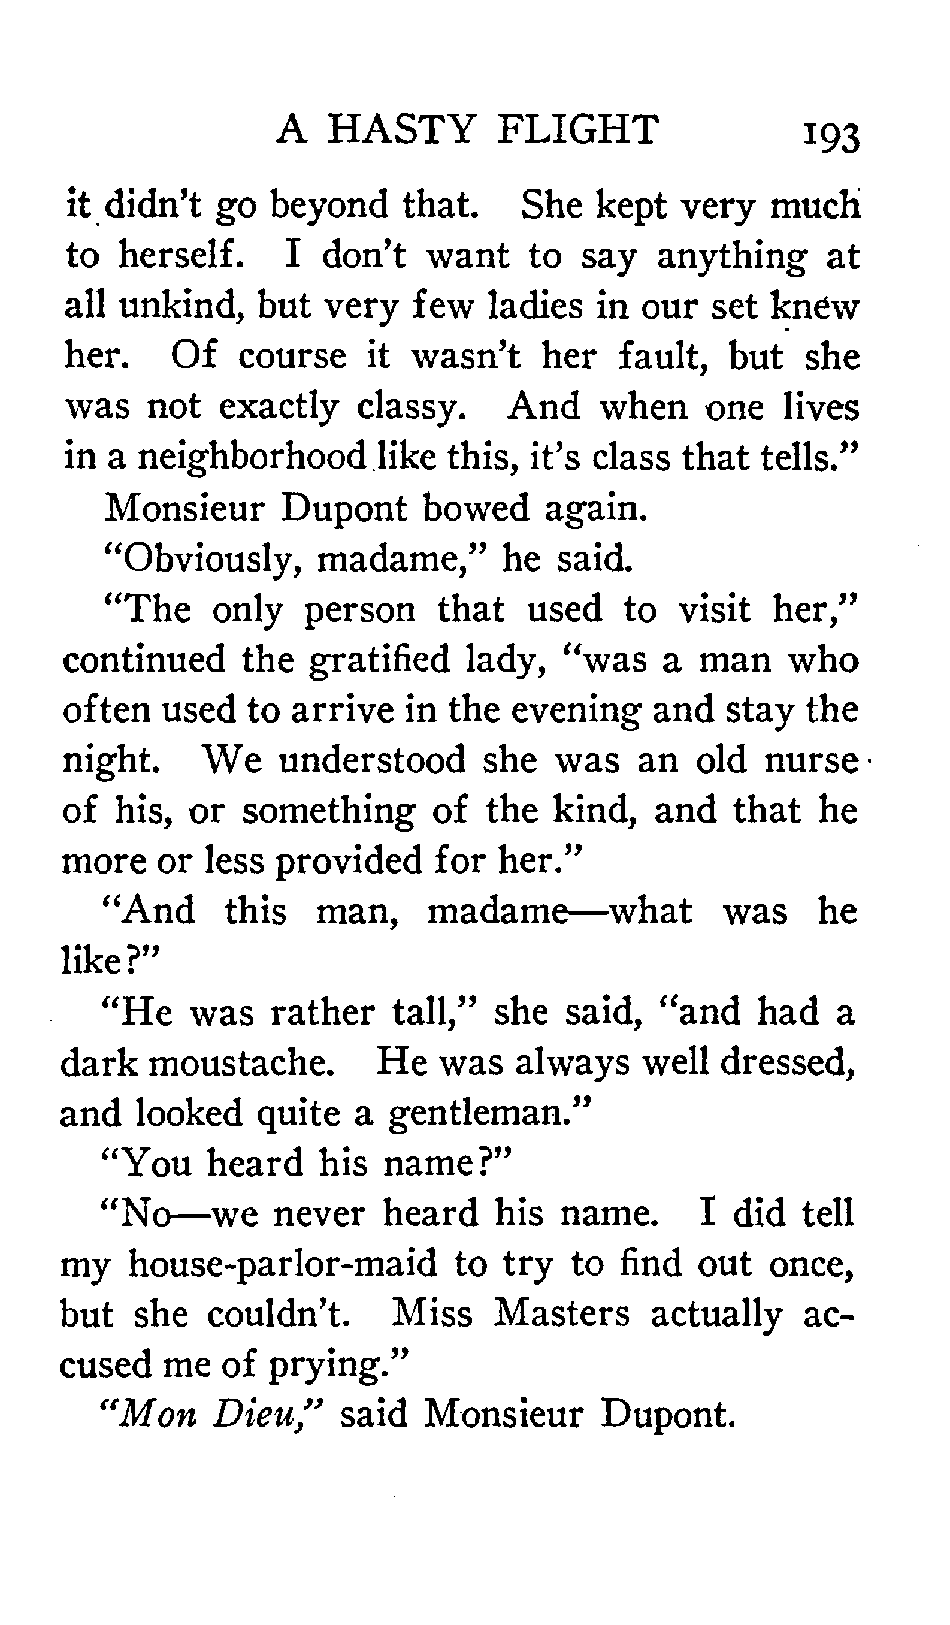 A HASTY FLIGHT 193
it didn't go beyond that. She kept very much
to herself. I don't want to say anything at
all unkind, but very few ladies in our set knew
her. Of course it wasn't her fault, but she
was not exactly classy. And when one lives
in a neighborhood like this, it's class that tells."
Monsieur Dupont bowed again.
"Obviously, madame," he said.
"The only person that used to visit her,"
continued the gratified lady, "was a man who
often used to arrive in the evening and stay the
night. We understood she was an old nurse
of his, or something of the kind, and that he
more or less provided for her."
"And this man, madame—what was he
like?"
"He was rather tall," she said, "and had a
dark moustache. He was always well dressed,
and looked quite a gentleman."
"You heard his name?"
"No—we never heard his name. I did tell
my house-parlor-maid to try to find out once,
but she couldn't. Miss Masters actually ac-
cused me of prying."
"Mon Dieu," said Monsieur Dupont.